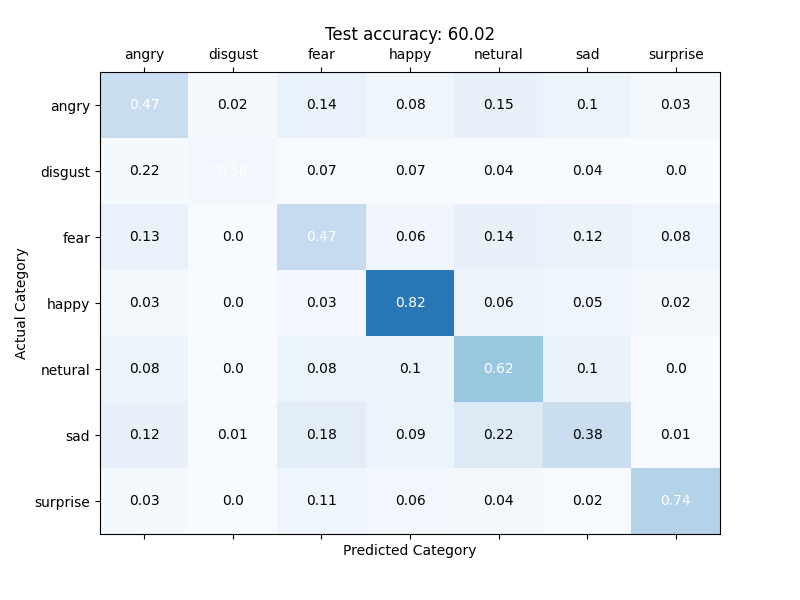 Test accuracy: 60.02
angry disgust fear happy netural sad surprise
angry 0.47 0.02 0.14 0.08 0.15 0.1 0.03
disgust 0.22 0.56 0.07 0.07 0.04 0.04 0.0
fear 0.13 0.0 0.47 0.06 0.14 0.12 0.08
happy 0.03 0.0 0.03 0.82 0.06 0.05 0.02
netural 0.08 0.0 0.08 0.1 0.62 0.1 0.0
sad 0.12 0.01 0.18 0.09 0.22 0.38 0.01
surprise 0.03 0.0 0.11 0.06 0.04 0.02 0.74
Actual Category
Predicted Category